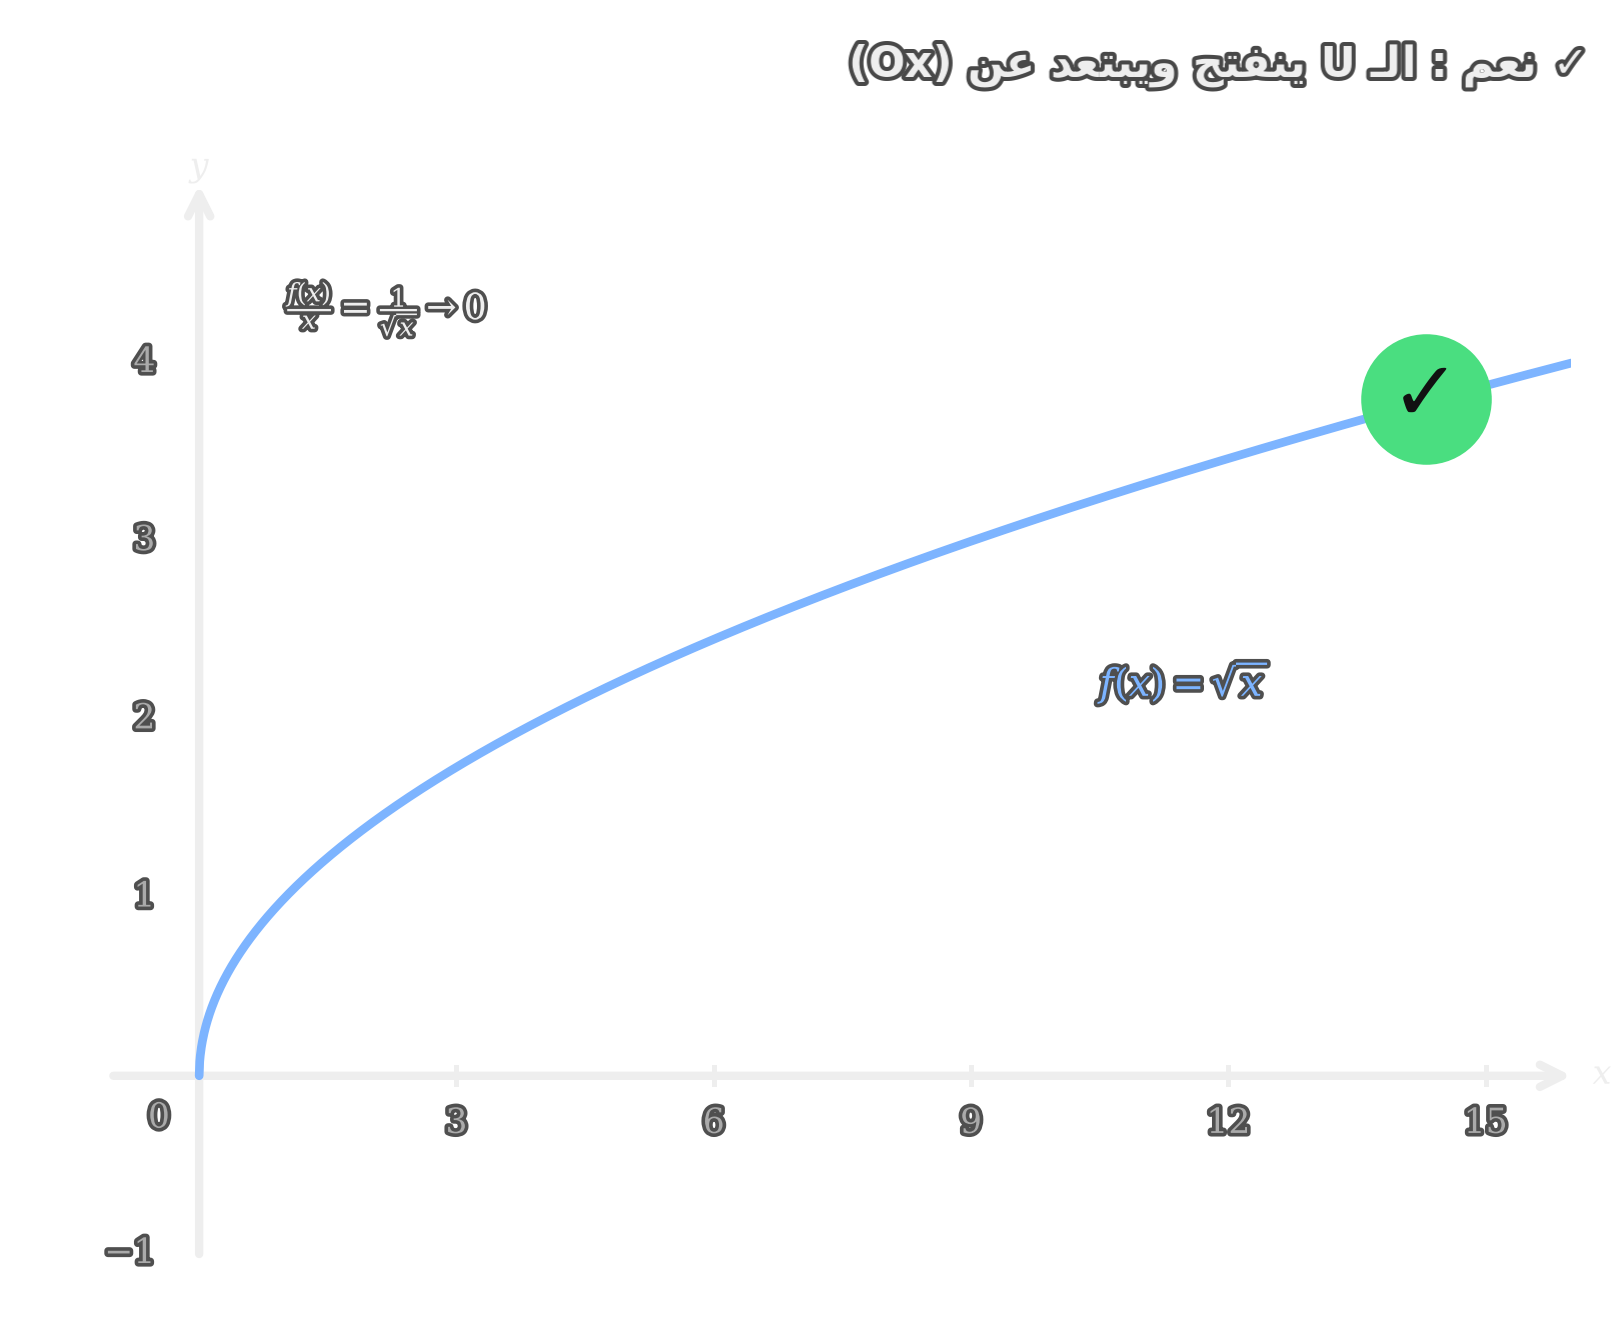 ✓ نعم : الـ U ينفتح ويبتعد عن (Ox)
y
f(x)/x = 1/√x → 0
4
3
f(x) = √x
2
1
x
0 3 6 9 12 15
−1
✓